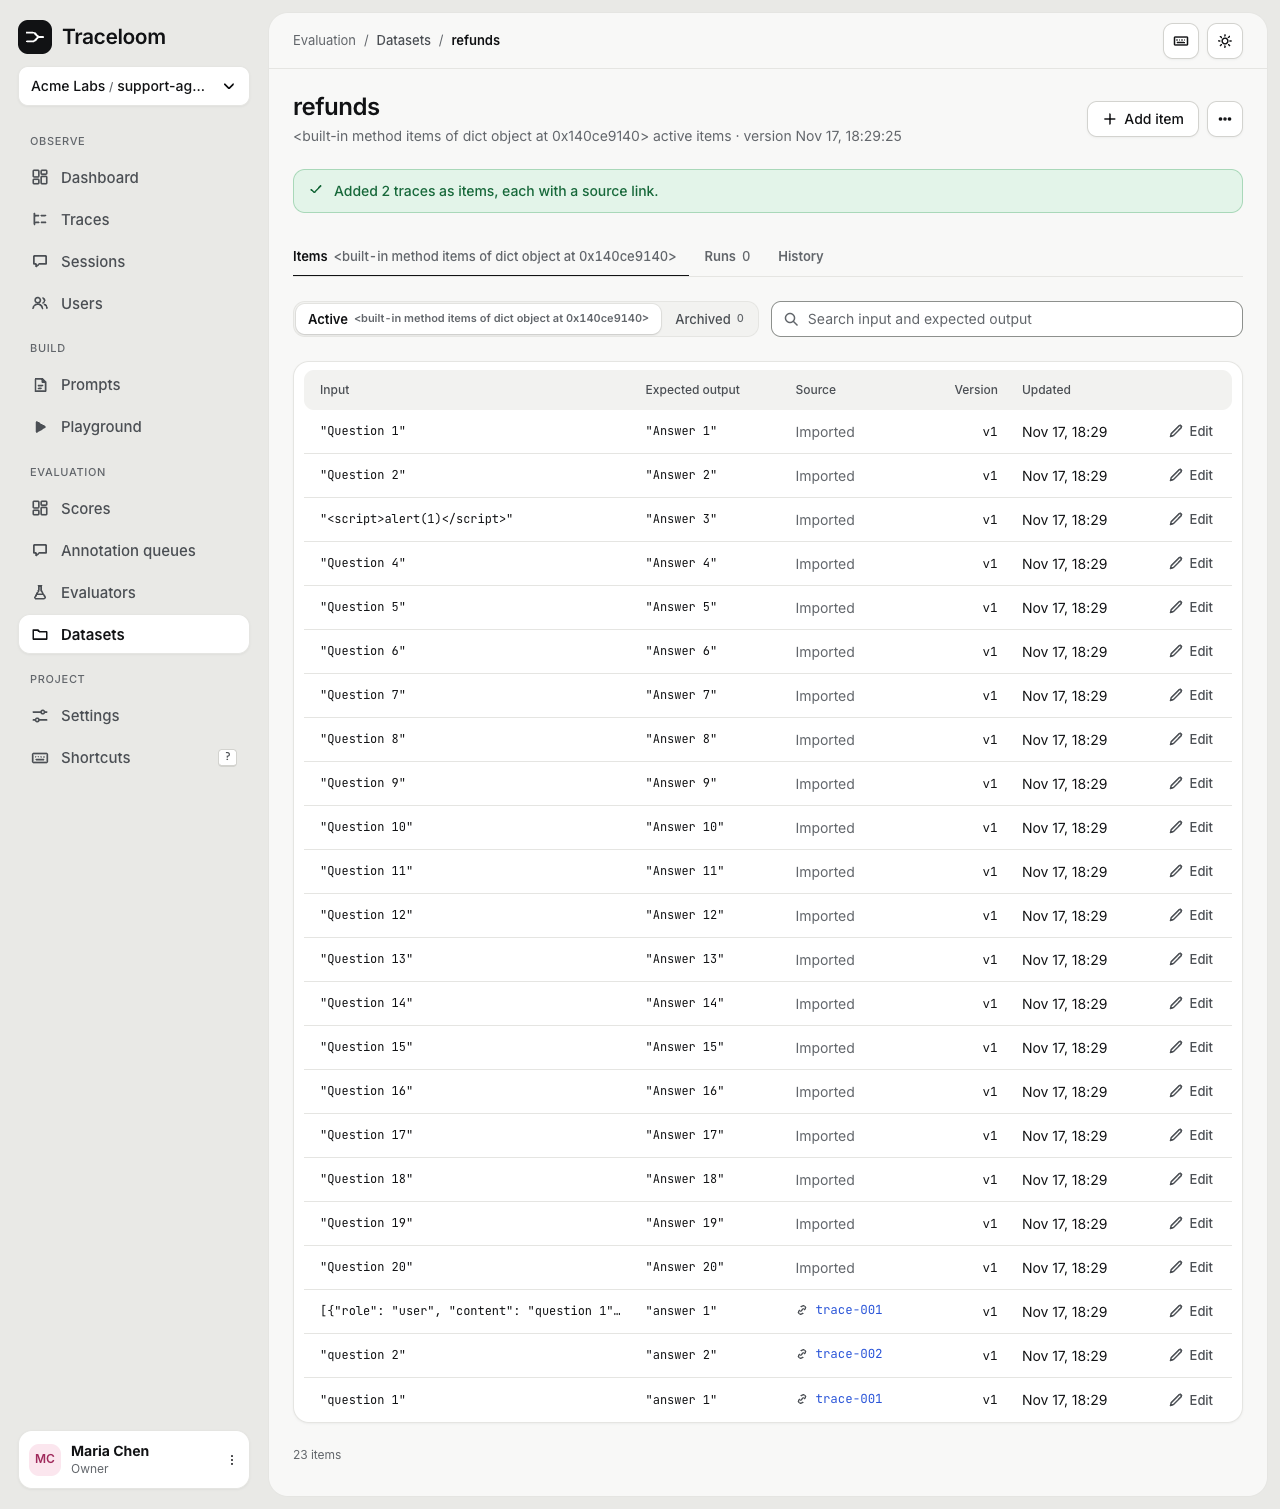 Traceloom
Acme Labs / support-ag...
OBSERVE
Dashboard
Traces
Sessions
Users
BUILD
Prompts
Playground
EVALUATION
Scores
Annotation queues
Evaluators
Datasets
PROJECT
Settings
Shortcuts ?
MC Maria Chen
Owner
Evaluation / Datasets / refunds
refunds
<built-in method items of dict object at 0x140ce9140> active items · version Nov 17, 18:29:25
Add item
Added 2 traces as items, each with a source link.
Items <built-in method items of dict object at 0x140ce9140> Runs 0 History
Active <built-in method items of dict object at 0x140ce9140> Archived 0 Search input and expected output
Input Expected output Source Version Updated
"Question 1" "Answer 1" Imported v1 Nov 17, 18:29 Edit
"Question 2" "Answer 2" Imported v1 Nov 17, 18:29 Edit
"<script>alert(1)</script>" "Answer 3" Imported v1 Nov 17, 18:29 Edit
"Question 4" "Answer 4" Imported v1 Nov 17, 18:29 Edit
"Question 5" "Answer 5" Imported v1 Nov 17, 18:29 Edit
"Question 6" "Answer 6" Imported v1 Nov 17, 18:29 Edit
"Question 7" "Answer 7" Imported v1 Nov 17, 18:29 Edit
"Question 8" "Answer 8" Imported v1 Nov 17, 18:29 Edit
"Question 9" "Answer 9" Imported v1 Nov 17, 18:29 Edit
"Question 10" "Answer 10" Imported v1 Nov 17, 18:29 Edit
"Question 11" "Answer 11" Imported v1 Nov 17, 18:29 Edit
"Question 12" "Answer 12" Imported v1 Nov 17, 18:29 Edit
"Question 13" "Answer 13" Imported v1 Nov 17, 18:29 Edit
"Question 14" "Answer 14" Imported v1 Nov 17, 18:29 Edit
"Question 15" "Answer 15" Imported v1 Nov 17, 18:29 Edit
"Question 16" "Answer 16" Imported v1 Nov 17, 18:29 Edit
"Question 17" "Answer 17" Imported v1 Nov 17, 18:29 Edit
"Question 18" "Answer 18" Imported v1 Nov 17, 18:29 Edit
"Question 19" "Answer 19" Imported v1 Nov 17, 18:29 Edit
"Question 20" "Answer 20" Imported v1 Nov 17, 18:29 Edit
[{"role": "user", "content": "question 1"… "answer 1" trace-001 v1 Nov 17, 18:29 Edit
"question 2" "answer 2" trace-002 v1 Nov 17, 18:29 Edit
"question 1" "answer 1" trace-001 v1 Nov 17, 18:29 Edit
23 items